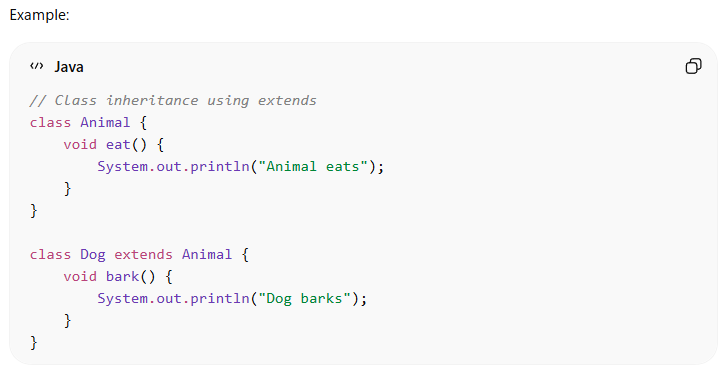 Example:
</> Java
// Class inheritance using extends
class Animal {
    void eat() {
        System.out.println("Animal eats");
    }
}

class Dog extends Animal {
    void bark() {
        System.out.println("Dog barks");
    }
}